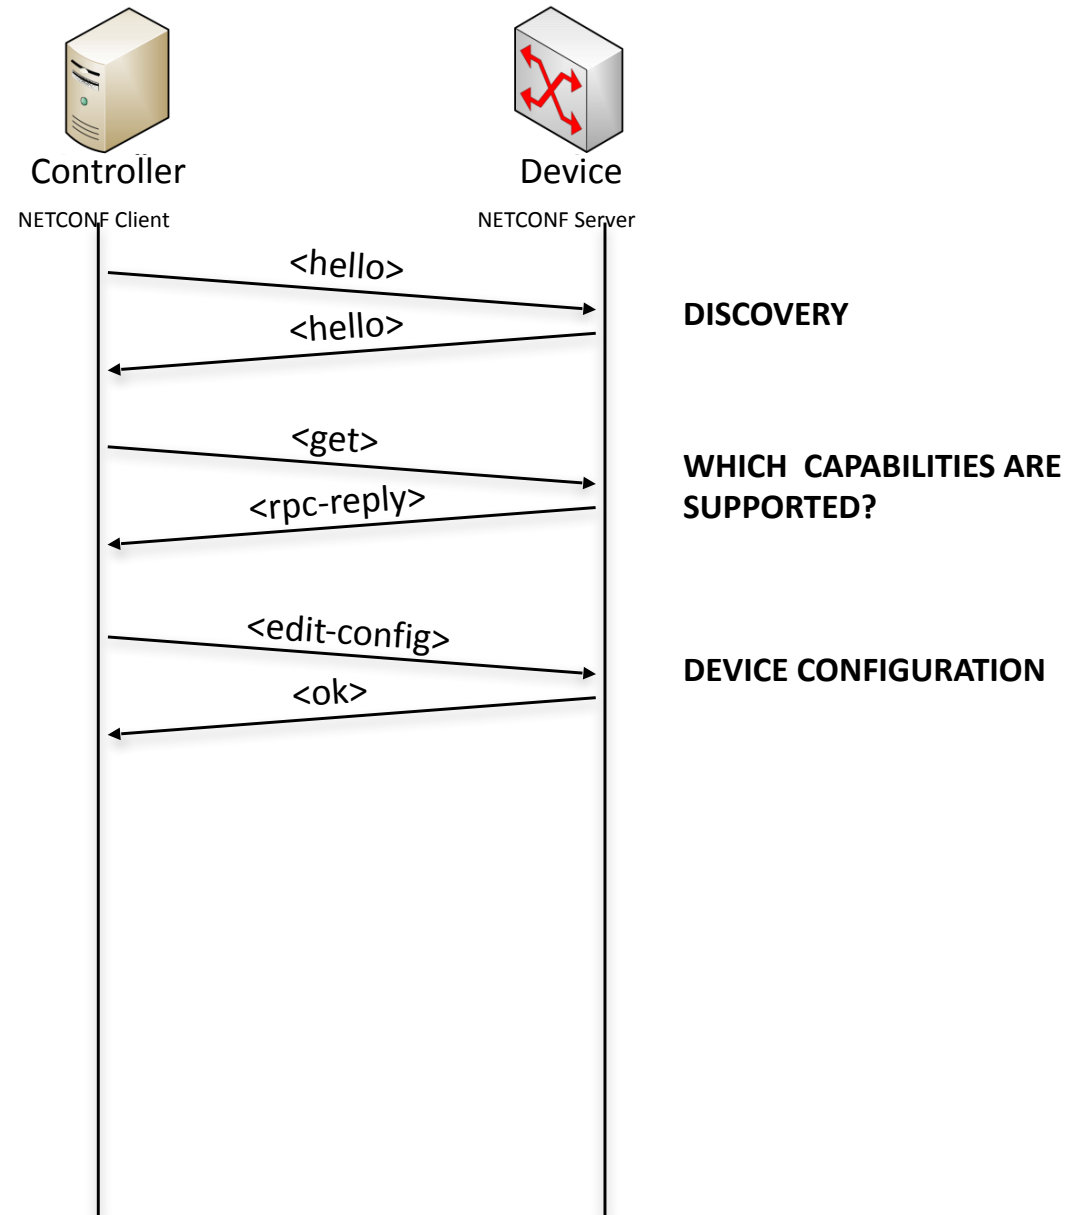 Controller
Device
NETCONF Client
NETCONF Server
<hello>
<hello>
DISCOVERY
<get>
<rpc-reply>
WHICH  CAPABILITIES ARE
SUPPORTED?
<edit-config>
<ok>
DEVICE CONFIGURATION